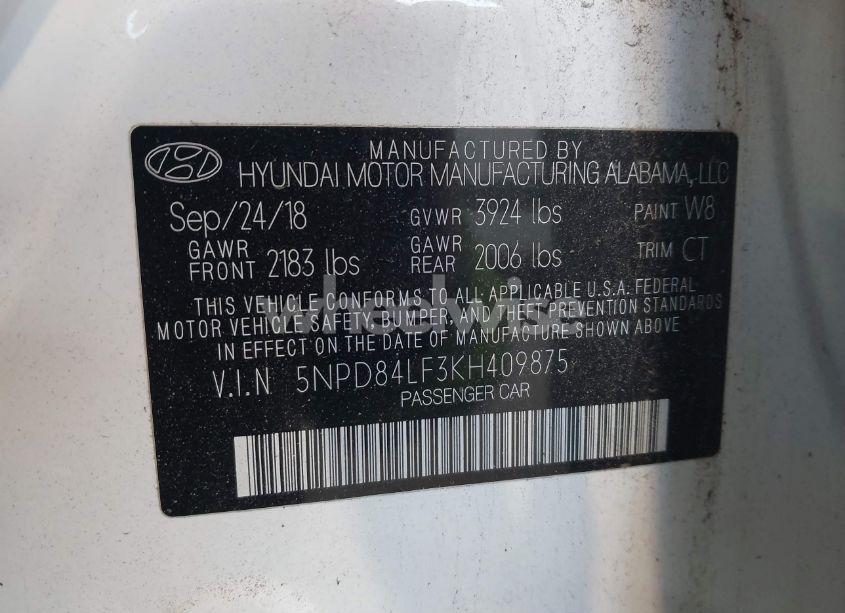 MANUFACTURED BY
HYUNDAI MOTOR MANUFACTURING ALABAMA, LLC
Sep/24/18 GVWR 3924 lbs PAINT W8
GAWR FRONT 2183 lbs GAWR REAR 2006 lbs TRIM CT
THIS VEHICLE CONFORMS TO ALL APPLICABLE U.S.A. FEDERAL
MOTOR VEHICLE SAFETY, BUMPER, AND THEFT PREVENTION STANDARDS
IN EFFECT ON THE DATE OF MANUFACTURE SHOWN ABOVE
V.I.N 5NPD84LF3KH409875
PASSENGER CAR
wheelwise